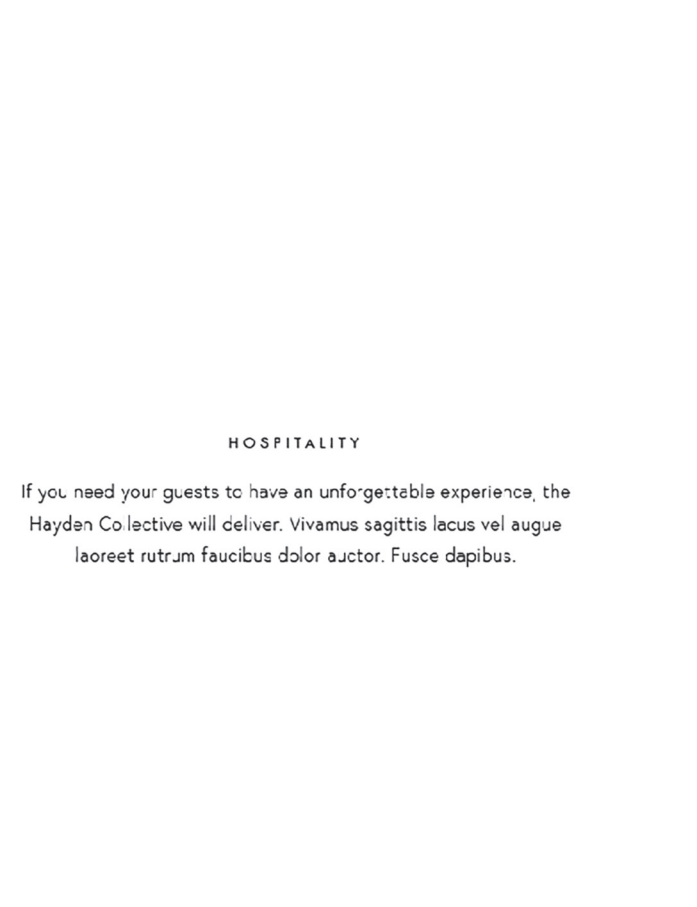 HOSPITALITY
If you need your guests to have an unforgettable experience, the
Hayden Collective will deliver. Vivamus sagittis lacus vel augue
laoreet rutrum faucibus dolor auctor. Fusce dapibus.